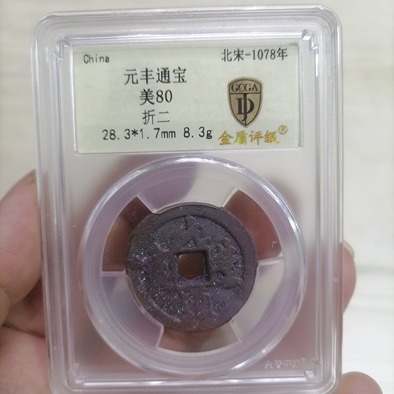 China
北宋-1078年
元丰通宝
美80
折二
28.3*1.7mm 8.3g
GCGA
金盾评级®